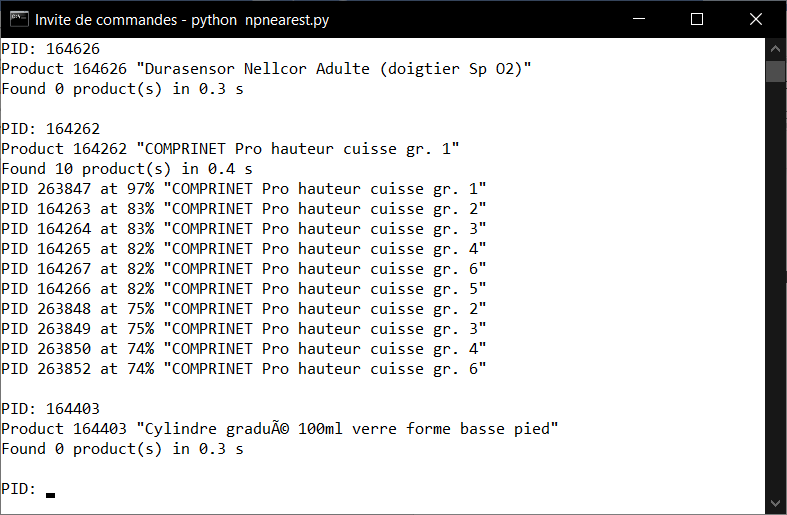 Invite de commandes - python  npnearest.py
PID: 164626
Product 164626 "Durasensor Nellcor Adulte (doigtier Sp O2)"
Found 0 product(s) in 0.3 s
PID: 164262
Product 164262 "COMPRINET Pro hauteur cuisse gr. 1"
Found 10 product(s) in 0.4 s
PID 263847 at 97% "COMPRINET Pro hauteur cuisse gr. 1"
PID 164263 at 83% "COMPRINET Pro hauteur cuisse gr. 2"
PID 164264 at 83% "COMPRINET Pro hauteur cuisse gr. 3"
PID 164265 at 82% "COMPRINET Pro hauteur cuisse gr. 4"
PID 164267 at 82% "COMPRINET Pro hauteur cuisse gr. 6"
PID 164266 at 82% "COMPRINET Pro hauteur cuisse gr. 5"
PID 263848 at 75% "COMPRINET Pro hauteur cuisse gr. 2"
PID 263849 at 75% "COMPRINET Pro hauteur cuisse gr. 3"
PID 263850 at 74% "COMPRINET Pro hauteur cuisse gr. 4"
PID 263852 at 74% "COMPRINET Pro hauteur cuisse gr. 6"
PID: 164403
Product 164403 "Cylindre graduÃ© 100ml verre forme basse pied"
Found 0 product(s) in 0.3 s
PID: